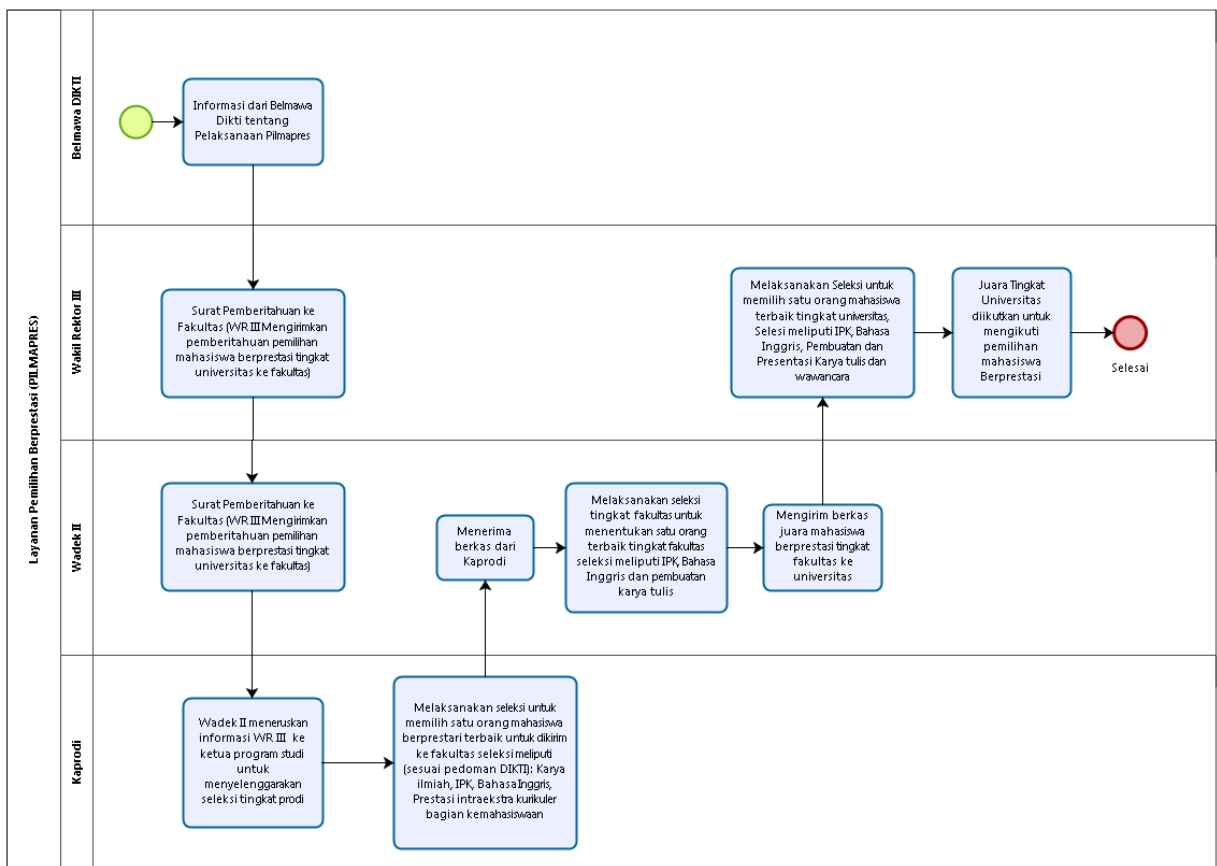 Layanan Pemilihan Berprestasi (PILMAPRES)
Belmawa DIKTI
Informasi dari Belmawa
Dikti tentang
Pelaksanaan Pilmapres
Wakil Rektor III
Surat Pemberitahuan ke
Fakultas (WR III Mengirimkan
pemberitahuan pemilihan
mahasiswa berprestasi tingkat
universitas ke fakultas)
Melaksanakan Seleksi untuk
memilih satu orang mahasiswa
terbaik tingkat universitas,
Selesi meliputi IPK, Bahasa
Inggris, Pembuatan dan
Presentasi Karya tulis dan
wawancara
Juara Tingkat
Universitas
diikutkan untuk
mengikuti
pemilihan
mahasiswa
Berprestasi
Selesai
Wadek II
Surat Pemberitahuan ke
Fakultas (WR III Mengirimkan
pemberitahuan pemilihan
mahasiswa berprestasi tingkat
universitas ke fakultas)
Menerima
berkas dari
Kaprodi
Melaksanakan seleksi
tingkat fakultas untuk
menentukan satu orang
terbaik tingkat fakultas
seleksi meliputi IPK, Bahasa
Inggris dan pembuatan
karya tulis
Mengirim berkas
juara mahasiswa
berprestasi tingkat
fakultas ke
universitas
Kaprodi
Wadek II meneruskan
informasi WR III ke
ketua program studi
untuk
menyelenggarakan
seleksi tingkat prodi
Melaksanakan seleksi untuk
memilih satu orang mahasiswa
berprestari terbaik untuk dikirim
ke fakultas seleksi meliputi
(sesuai pedoman DIKTI): Karya
ilmiah, IPK, Bahasa Inggris,
Prestasi intraekstra kurikuler
bagian kemahasiswaan